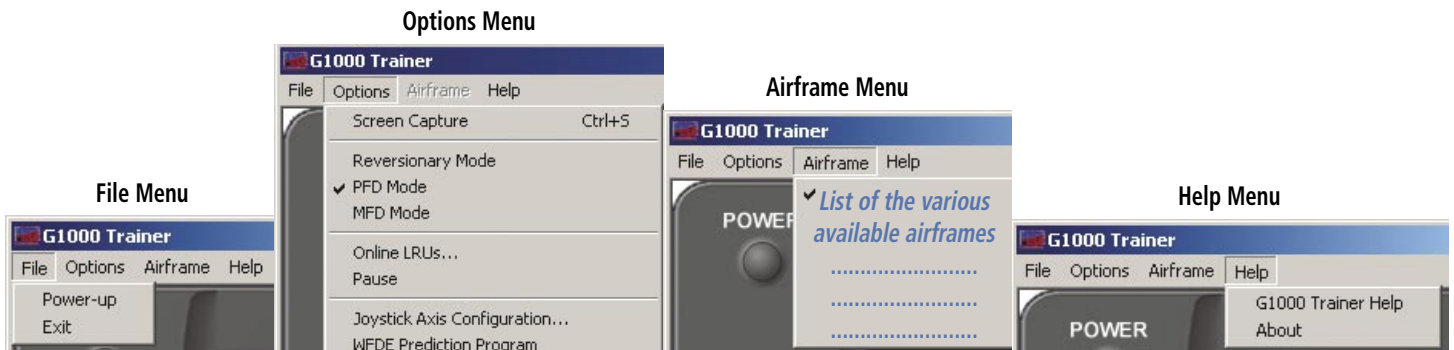 Options Menu
G1000 Trainer
File Options Airframe Help
Screen Capture Ctrl+S
Reversionary Mode
PFD Mode
MFD Mode
Online LRUs...
Pause
Joystick Axis Configuration...
WFDE Prediction Program
Airframe Menu
G1000 Trainer
File Options Airframe Help
POWER
List of the various
available airframes
........................
........................
........................
File Menu
G1000 Trainer
File Options Airframe Help
Power-up
Exit
Help Menu
G1000 Trainer
File Options Airframe Help
G1000 Trainer Help
About
POWER